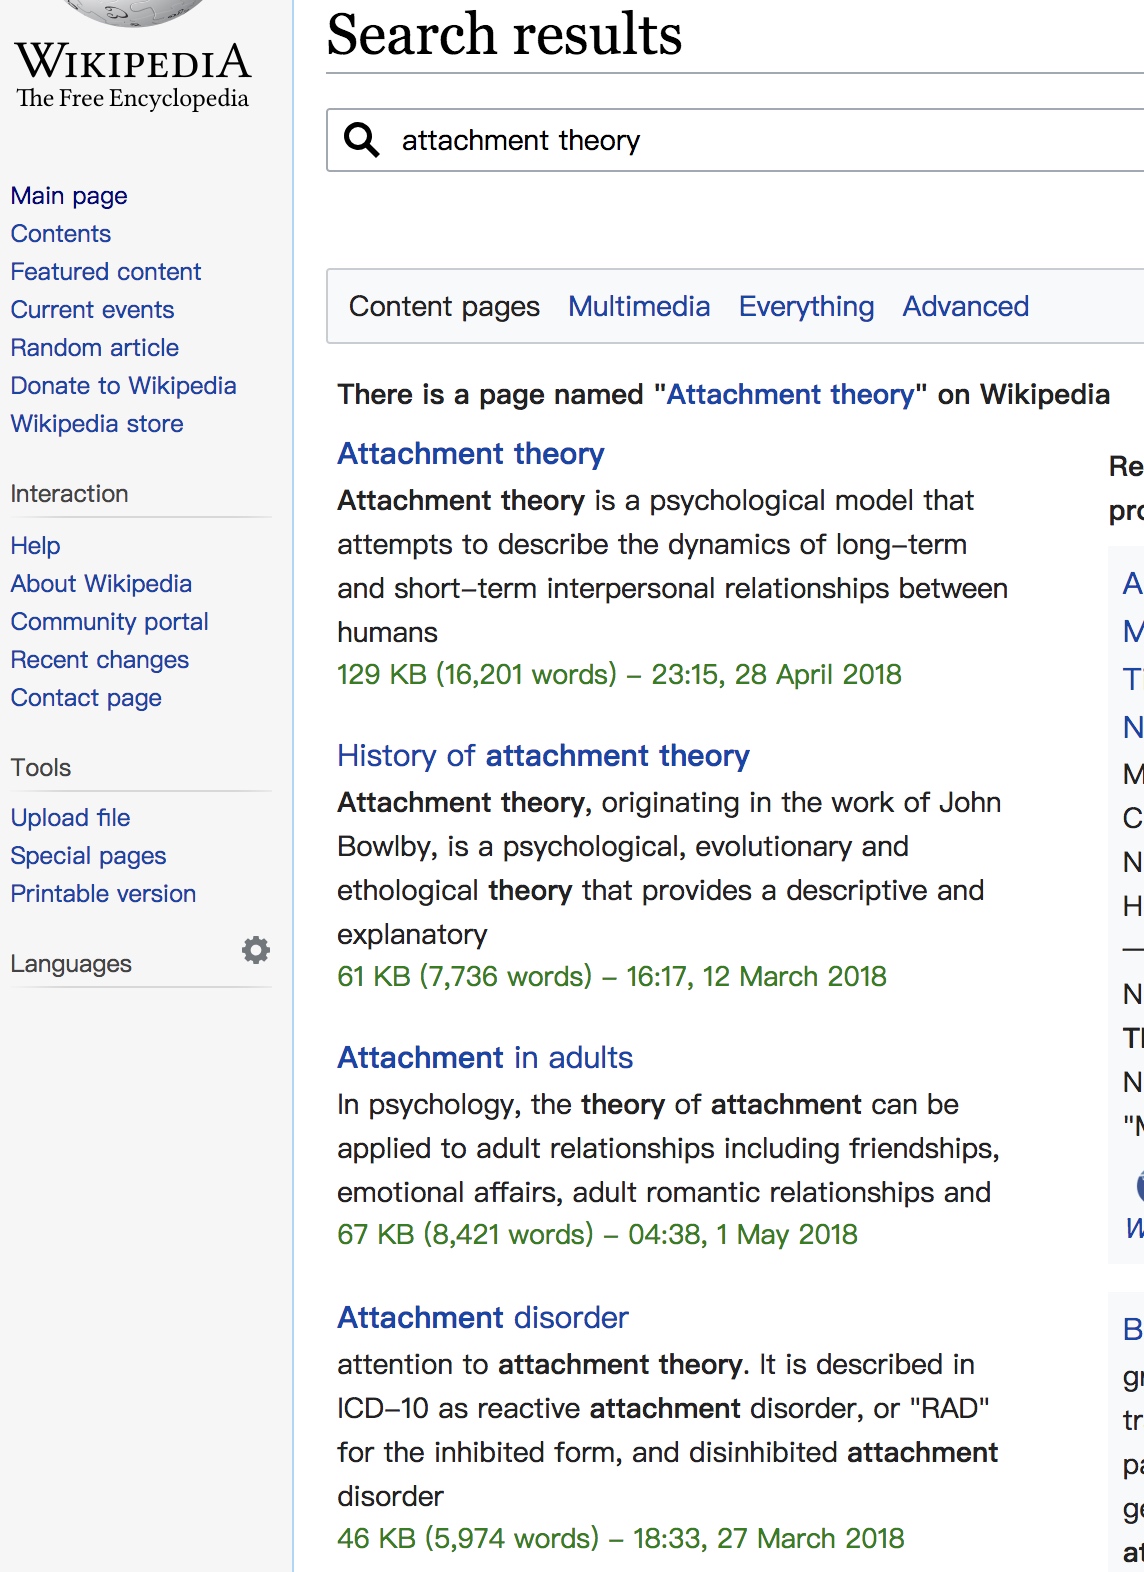 WIKIPEDIA
The Free Encyclopedia
Main page
Contents
Featured content
Current events
Random article
Donate to Wikipedia
Wikipedia store
Interaction
Help
About Wikipedia
Community portal
Recent changes
Contact page
Tools
Upload file
Special pages
Printable version
Languages
Search results
attachment theory
Content pages Multimedia Everything Advanced
There is a page named "Attachment theory" on Wikipedia
Attachment theory
Attachment theory is a psychological model that
attempts to describe the dynamics of long–term
and short–term interpersonal relationships between
humans
129 KB (16,201 words) – 23:15, 28 April 2018
History of attachment theory
Attachment theory, originating in the work of John
Bowlby, is a psychological, evolutionary and
ethological theory that provides a descriptive and
explanatory
61 KB (7,736 words) – 16:17, 12 March 2018
Attachment in adults
In psychology, the theory of attachment can be
applied to adult relationships including friendships,
emotional affairs, adult romantic relationships and
67 KB (8,421 words) – 04:38, 1 May 2018
Attachment disorder
attention to attachment theory. It is described in
ICD–10 as reactive attachment disorder, or "RAD"
for the inhibited form, and disinhibited attachment
disorder
46 KB (5,974 words) – 18:33, 27 March 2018